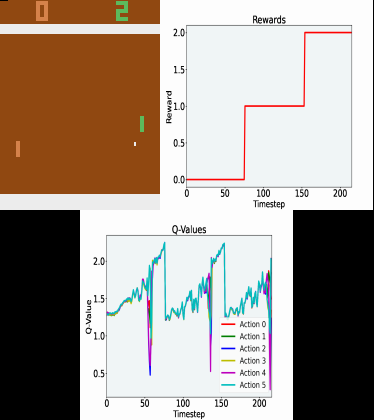 0 2
Rewards
2.0
1.5
1.0
0.5
0.0
Reward
0 50 100 150 200
Timestep
Q-Values
2.0
1.5
1.0
0.5
Q-Value
Action 0
Action 1
Action 2
Action 3
Action 4
Action 5
0 50 100 150 200
Timestep